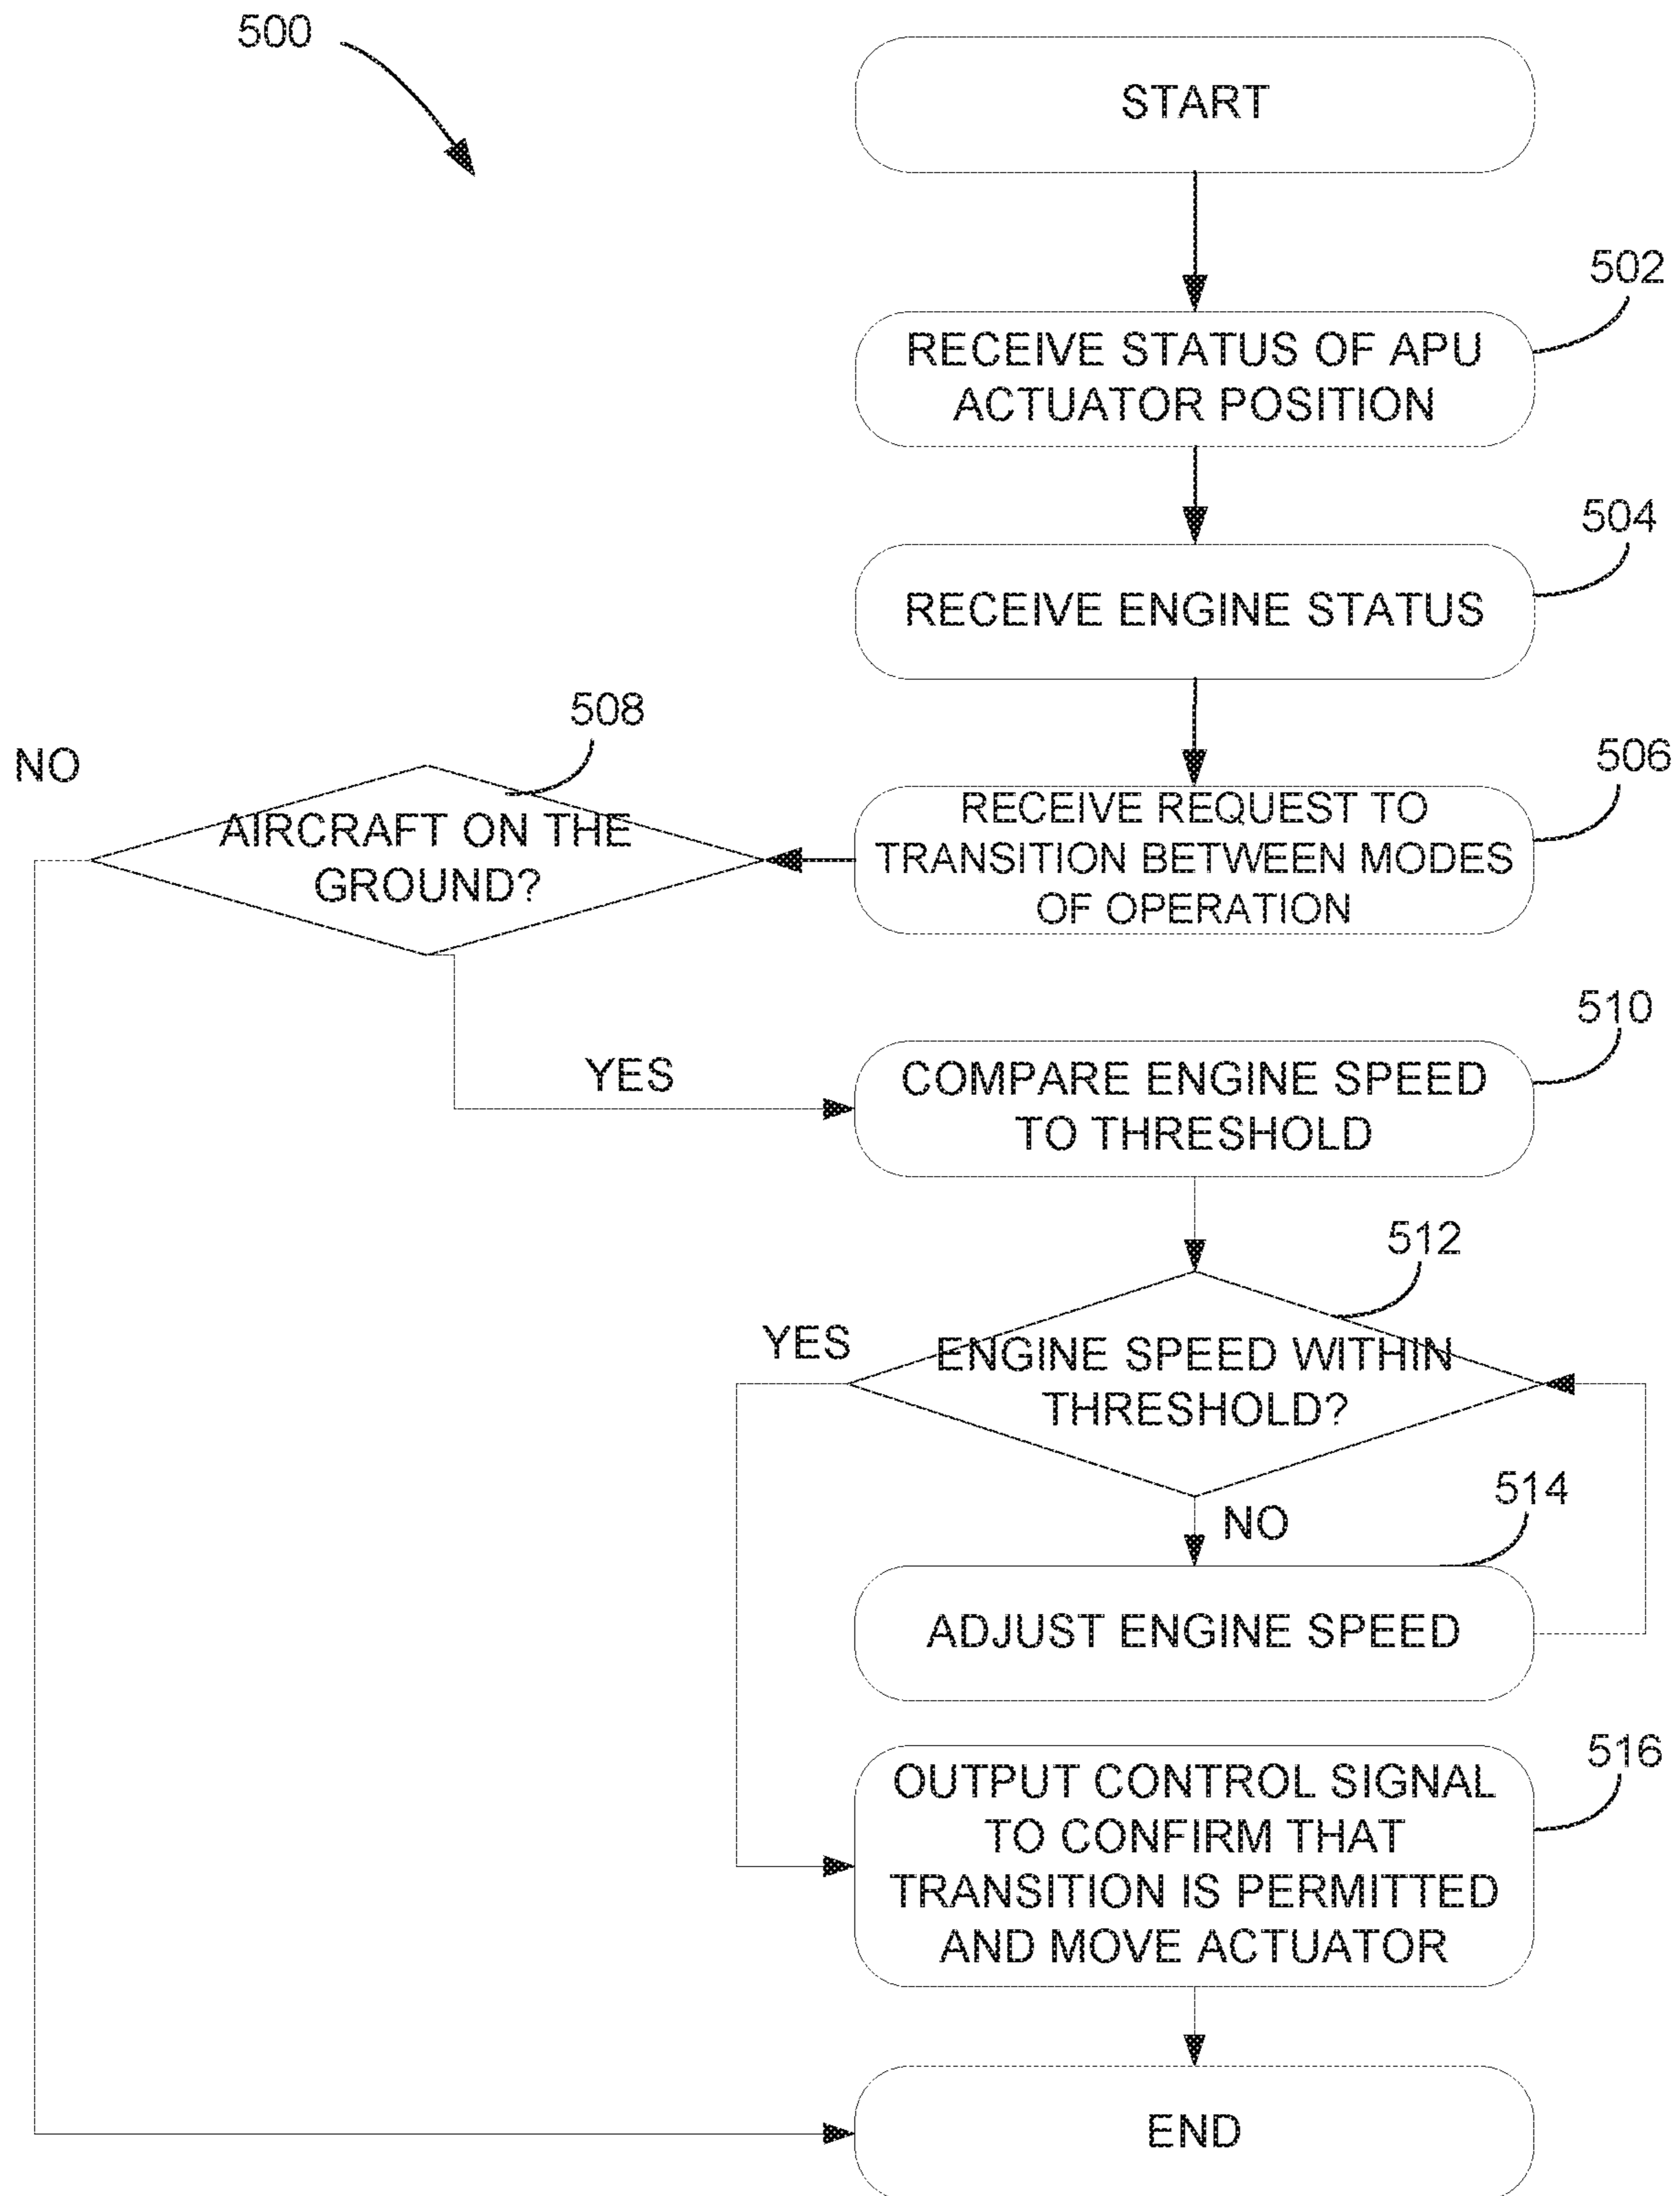 500
START
502
RECEIVE STATUS OF APU
ACTUATOR POSITION
504
RECEIVE ENGINE STATUS
506
RECEIVE REQUEST TO
TRANSITION BETWEEN MODES
OF OPERATION
508
NO
AIRCRAFT ON THE
GROUND?
YES
510
COMPARE ENGINE SPEED
TO THRESHOLD
512
YES
ENGINE SPEED WITHIN
THRESHOLD?
NO
514
ADJUST ENGINE SPEED
516
OUTPUT CONTROL SIGNAL
TO CONFIRM THAT
TRANSITION IS PERMITTED
AND MOVE ACTUATOR
END